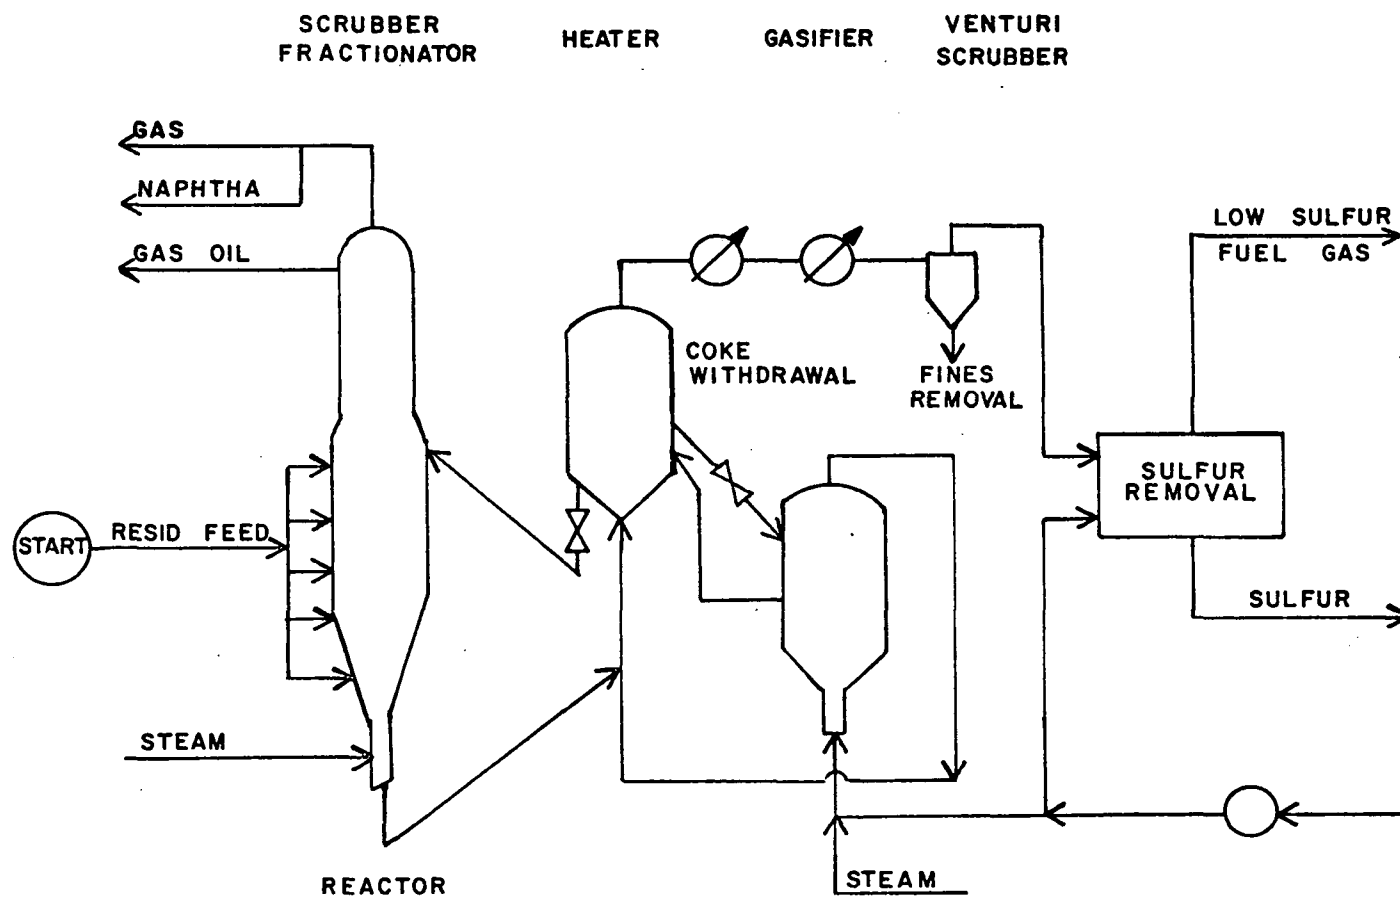 SCRUBBER
FRACTIONATOR
HEATER
GASIFIER
VENTURI
SCRUBBER
GAS
NAPHTHA
GAS OIL
LOW SULFUR
FUEL GAS
COKE
WITHDRAWAL
FINES
REMOVAL
SULFUR
REMOVAL
START
RESID FEED
SULFUR
STEAM
STEAM
REACTOR